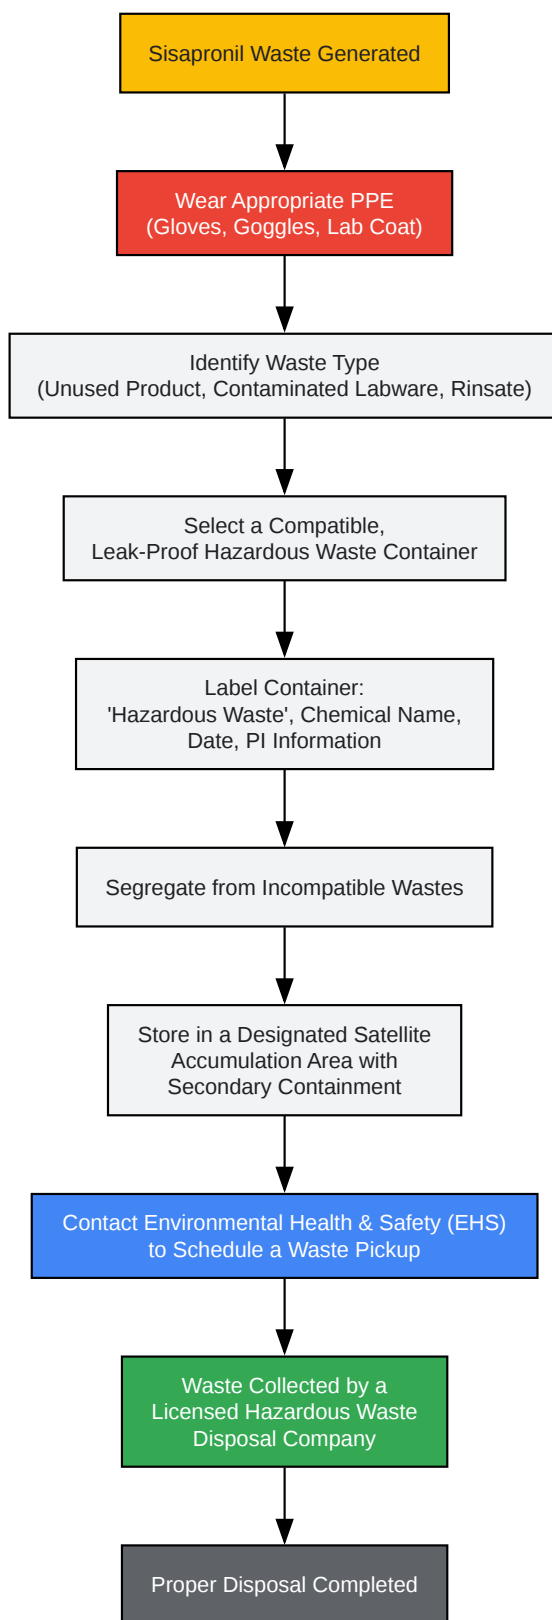 Sisapronil Waste Generated
Wear Appropriate PPE
(Gloves, Goggles, Lab Coat)
Identify Waste Type
(Unused Product, Contaminated Labware, Rinsate)
Select a Compatible,
Leak-Proof Hazardous Waste Container
Label Container:
'Hazardous Waste', Chemical Name,
Date, PI Information
Segregate from Incompatible Wastes
Store in a Designated Satellite
Accumulation Area with
Secondary Containment
Contact Environmental Health & Safety (EHS)
to Schedule a Waste Pickup
Waste Collected by a
Licensed Hazardous Waste
Disposal Company
Proper Disposal Completed